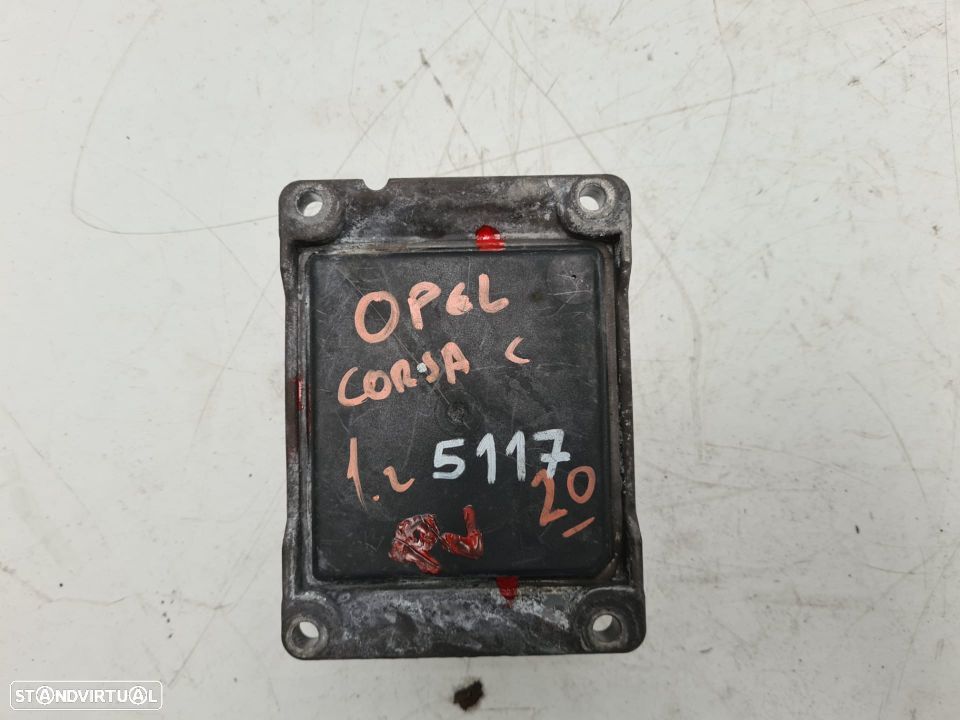 OPEL
CORSA C
1.2 5117
20
STANDVIRTUAL